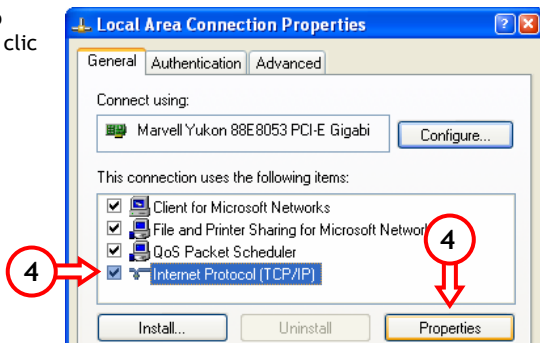 clic
Local Area Connection Properties
General Authentication Advanced
Connect using:
Marvell Yukon 88E8053 PCI-E Gigabi Configure...
This connection uses the following items:
Client for Microsoft Networks
File and Printer Sharing for Microsoft Network
4
QoS Packet Scheduler
4 Internet Protocol (TCP/IP)
Install... Uninstall Properties